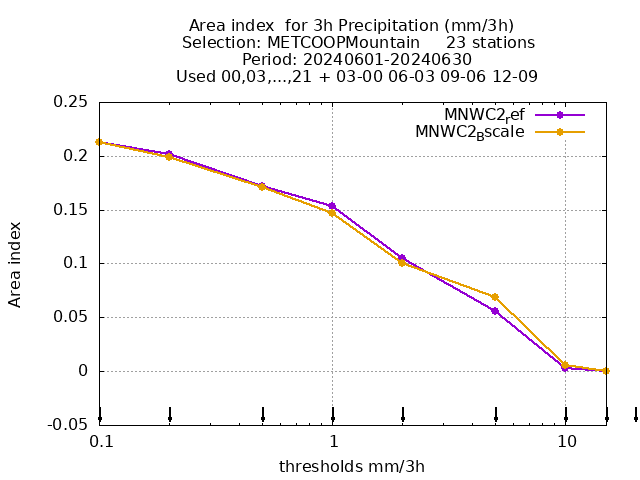 Area index  for 3h Precipitation (mm/3h)
Selection: METCOOPMountain     23 stations
Period: 20240601-20240630
Used 00,03,...,21 + 03-00 06-03 09-06 12-09
MNWC2ref
MNWC2Bscale
0.25
0.2
0.15
0.1
0.05
0
-0.05
Area index
0.1
1
10
thresholds mm/3h